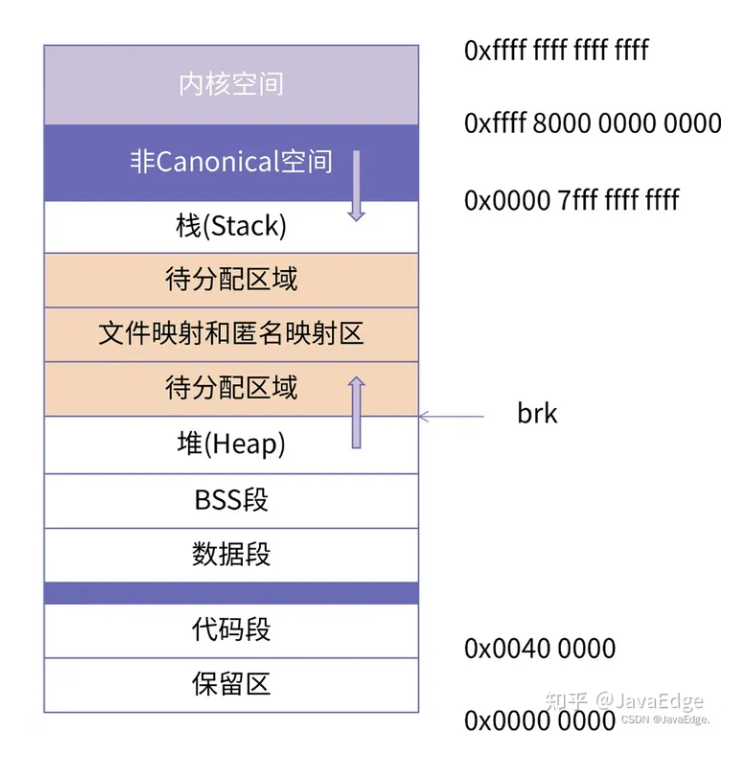 0xffff ffff ffff ffff
内核空间
0xffff 8000 0000 0000
非Canonical空间
0x0000 7fff ffff ffff
栈(Stack)
待分配区域
文件映射和匿名映射区
待分配区域
brk
堆(Heap)
BSS段
数据段
代码段
0x0040 0000
保留区
知乎 @JavaEdge
0x0000 0000
CSDN @JavaEdge.